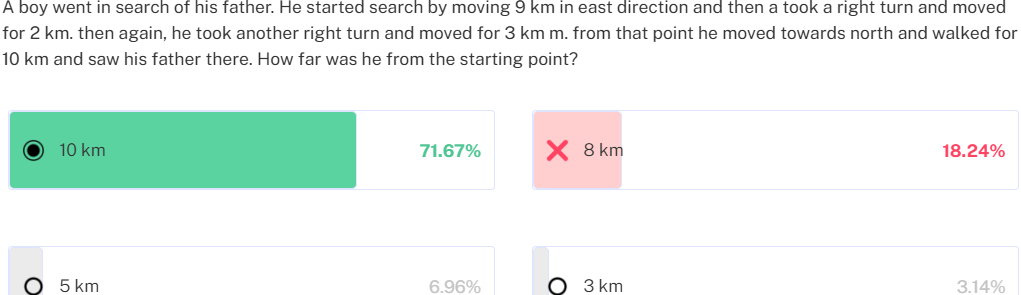 A boy went in search of his father. He started search by moving 9 km in east direction and then a took a right turn and moved
for 2 km. then again, he took another right turn and moved for 3 km m. from that point he moved towards north and walked for
10 km and saw his father there. How far was he from the starting point?
10 km 71.67% 8 km 18.24%
5 km 6.96% 3 km 3.14%